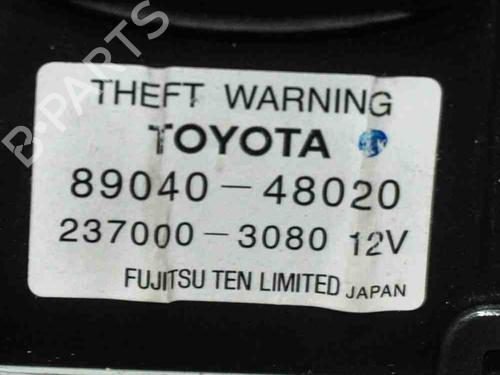 B-PARTS
THEFT WARNING
TOYOTA
89040-48020
237000-3080 12V
FUJITSU TEN LIMITED JAPAN